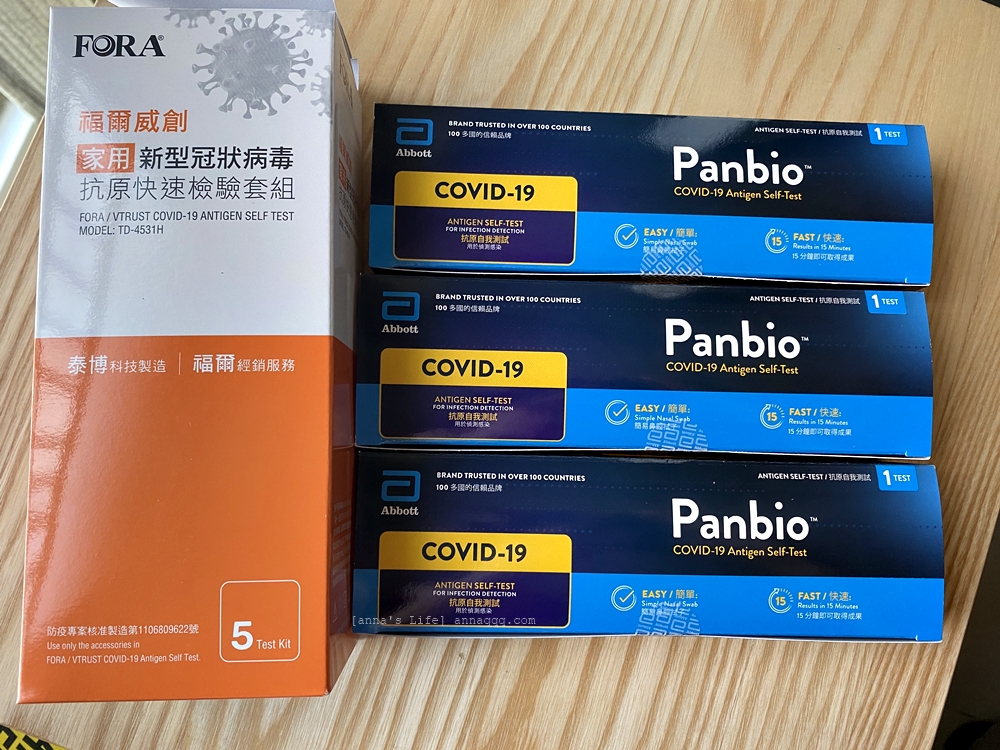 FORA®
福爾威創
家用 新型冠狀病毒
抗原快速檢驗套組
FORA / VTRUST COVID-19 ANTIGEN SELF TEST
MODEL: TD-4531H
泰博科技製造 | 福爾經銷服務
防疫專案核准製造第1106809622號
Use only the accessories in
FORA / VTRUST COVID-19 Antigen Self Test.
5 Test Kit
Abbott
BRAND TRUSTED IN OVER 100 COUNTRIES
100 多國的信賴品牌
ANTIGEN SELF-TEST / 抗原自我測試
1 TEST
Panbio™
COVID-19 Antigen Self-Test
COVID-19
ANTIGEN SELF-TEST
FOR INFECTION DETECTION
抗原自我測試
用於偵測感染
EASY / 簡單:
Simple Nasal Swab
簡易鼻腔拭子
15
FAST / 快速:
Results in 15 Minutes
15 分鐘即可取得成果
Abbott
BRAND TRUSTED IN OVER 100 COUNTRIES
100 多國的信賴品牌
ANTIGEN SELF-TEST / 抗原自我測試
1 TEST
Panbio™
COVID-19 Antigen Self-Test
COVID-19
ANTIGEN SELF-TEST
FOR INFECTION DETECTION
抗原自我測試
用於偵測感染
EASY / 簡單:
Simple Nasal Swab
簡易鼻腔拭子
15
FAST / 快速:
Results in 15 Minutes
15 分鐘即可取得成果
Abbott
BRAND TRUSTED IN OVER 100 COUNTRIES
100 多國的信賴品牌
ANTIGEN SELF-TEST / 抗原自我測試
1 TEST
Panbio™
COVID-19 Antigen Self-Test
COVID-19
ANTIGEN SELF-TEST
FOR INFECTION DETECTION
抗原自我測試
用於偵測感染
EASY / 簡單:
Simple Nasal Swab
15
FAST / 快速:
Results in 15 Minutes
15 分鐘即可取得成果
[anna's Life] annaqqq.com